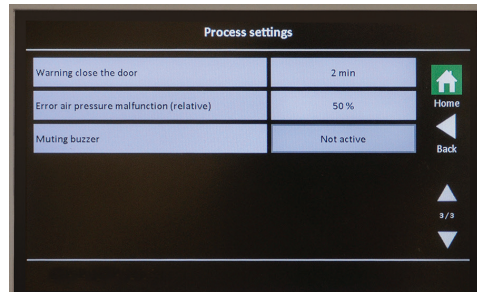 Process settings
Warning close the door 2 min
Error air pressure malfunction (relative) 50 %
Muting buzzer Not active
Home
Back
3/3